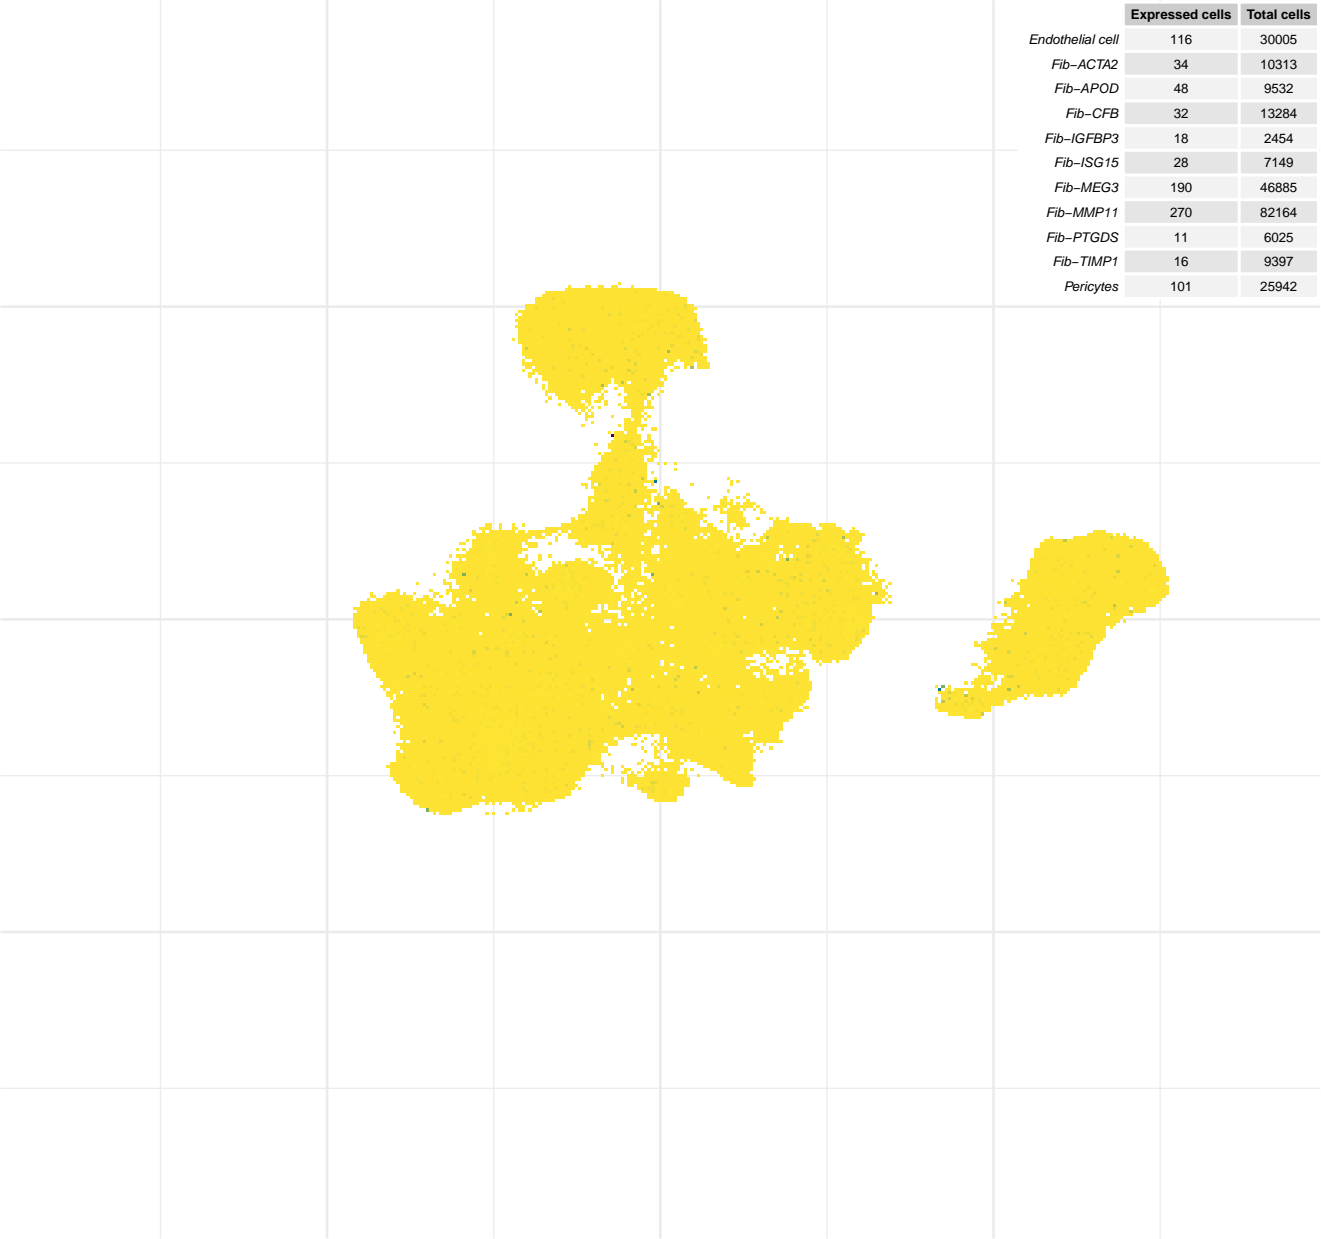 Expressed cells Total cells
Endothelial cell 116 30005
Fib−ACTA2 34 10313
Fib−APOD 48 9532
Fib−CFB 32 13284
Fib−IGFBP3 18 2454
Fib−ISG15 28 7149
Fib−MEG3 190 46885
Fib−MMP11 270 82164
Fib−PTGDS 11 6025
Fib−TIMP1 16 9397
Pericytes 101 25942